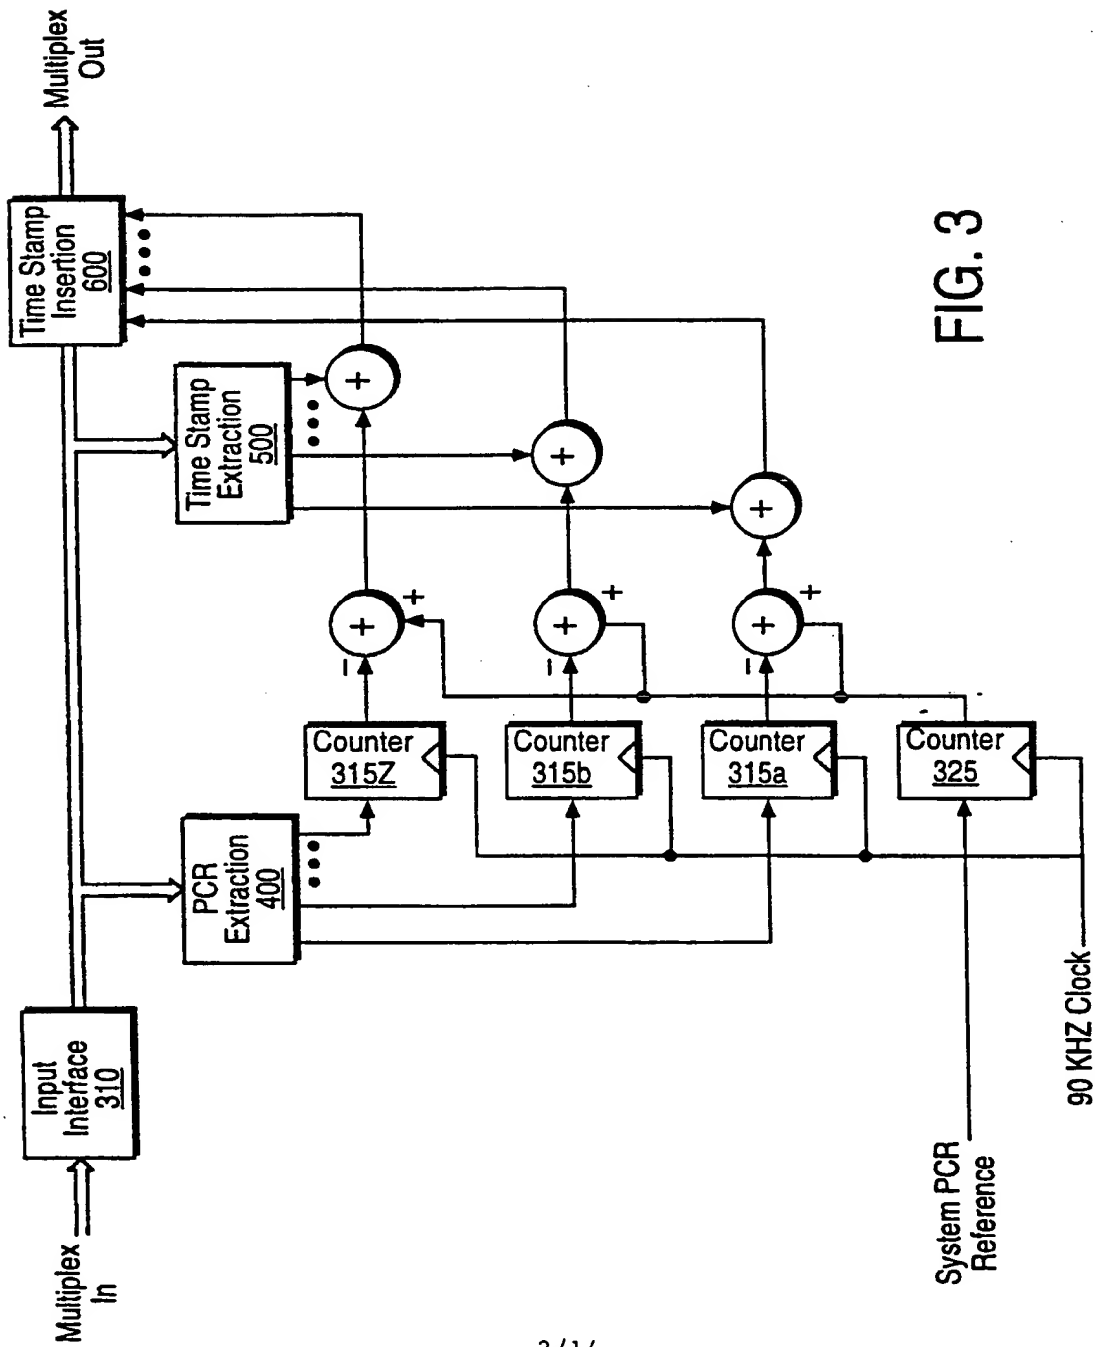 Multiplex
In
Input
Interface
310
PCR
Extraction
400
Time Stamp
Extraction
500
Time Stamp
Insertion
600
Multiplex
Out
Counter
315Z
Counter
315b
Counter
315a
Counter
325
−
+
+
+
−
+
+
+
−
+
+
+
System PCR
Reference
90 KHZ Clock
FIG. 3